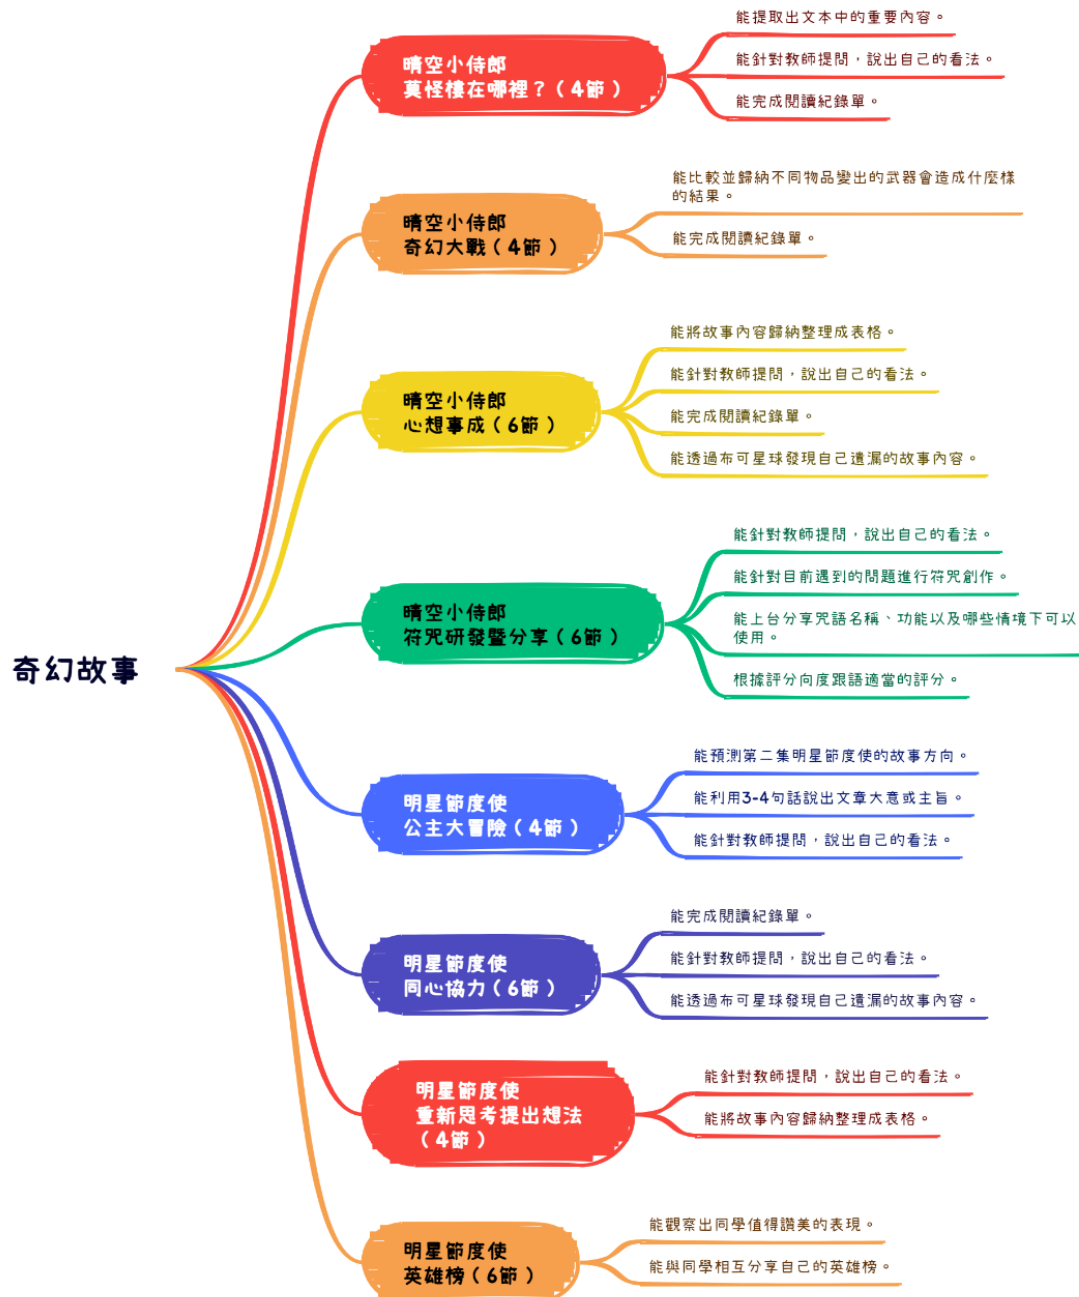 奇幻故事
晴空小侍郎
莫怪樓在哪裡？（4節）
能提取出文本中的重要內容。
能針對教師提問，說出自己的看法。
能完成閱讀紀錄單。
晴空小侍郎
奇幻大戰（4節）
能比較並歸納不同物品變出的武器會造成什麼樣
的結果。
能完成閱讀紀錄單。
晴空小侍郎
心想事成（6節）
能將故事內容歸納整理成表格。
能針對教師提問，說出自己的看法。
能完成閱讀紀錄單。
能透過布可星球發現自己遺漏的故事內容。
晴空小侍郎
符咒研發暨分享（6節）
能針對教師提問，說出自己的看法。
能針對目前遇到的問題進行符咒創作。
能上台分享咒語名稱、功能以及哪些情境下可以
使用。
根據評分向度跟語適當的評分。
明星節度使
公主大冒險（4節）
能預測第二集明星節度使的故事方向。
能利用3-4句話說出文章大意或主旨。
能針對教師提問，說出自己的看法。
明星節度使
同心協力（6節）
能完成閱讀紀錄單。
能針對教師提問，說出自己的看法。
能透過布可星球發現自己遺漏的故事內容。
明星節度使
重新思考提出想法
（4節）
能針對教師提問，說出自己的看法。
能將故事內容歸納整理成表格。
明星節度使
英雄榜（6節）
能觀察出同學值得讚美的表現。
能與同學相互分享自己的英雄榜。